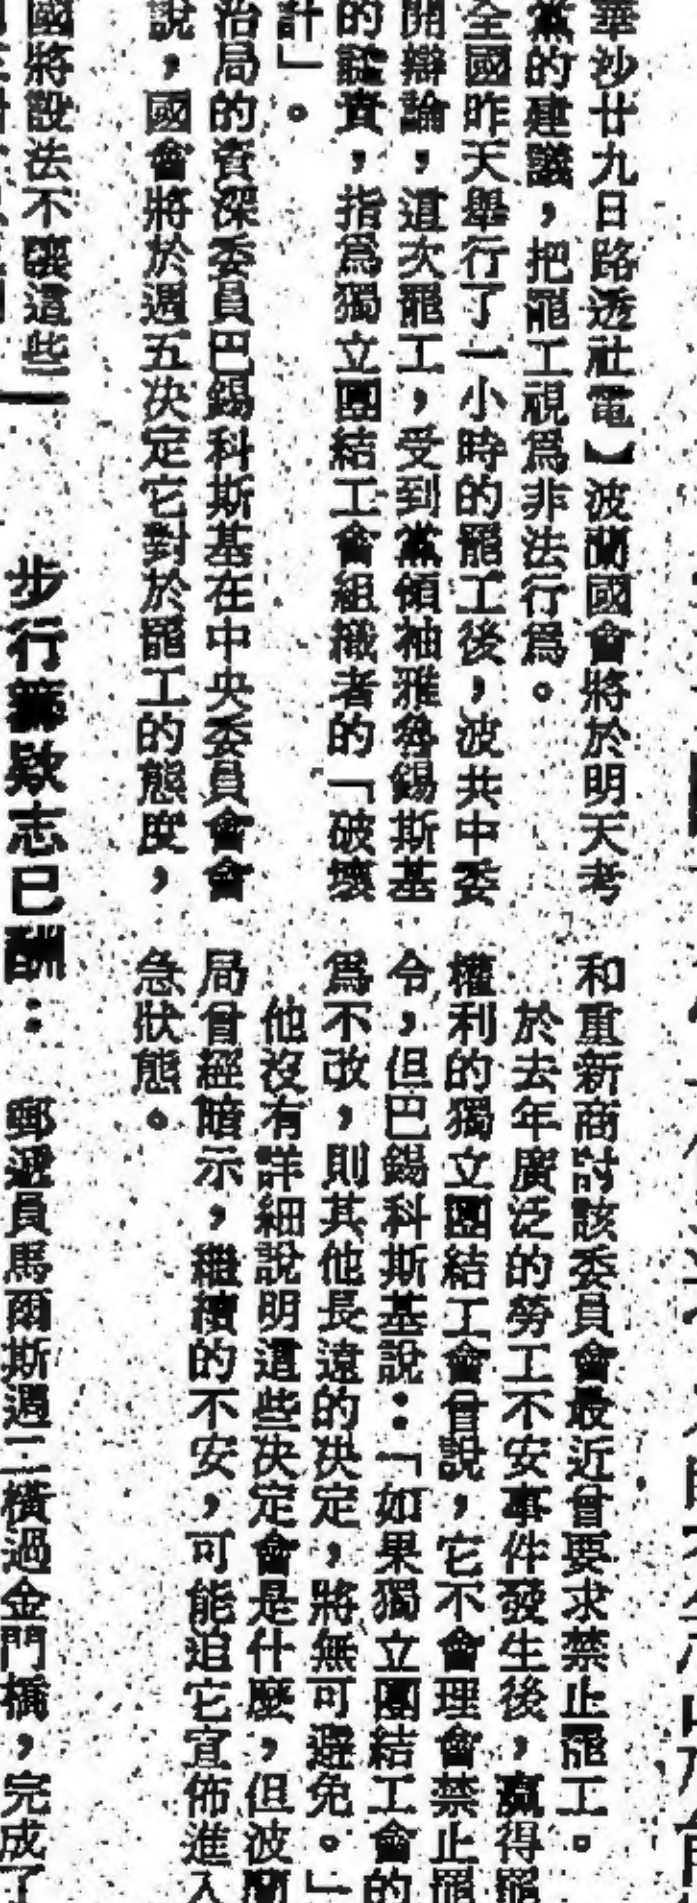 華沙廿九日路透社電】波蘭國會將於明天考
黨的建議，把罷工視爲非法行爲。
全國昨天舉行了一小時的罷工後，波共中委
開辯論，這次罷工，受到黨領袖雅魯錫斯基
的譴責，指爲獨立團結工會組織者的「破壞
計」。
治局的資深委員巴錫科斯基在中央委員會會
說，國會將於週五决定它對於罷工的態度，
和重新商討該委員會最近曾要求禁止罷工。
於去年廣泛的勞工不安事件發生後，贏得罷
權利的獨立團結工會曾說，它不會理會禁止罷
令，但巴錫科斯基說：「如果獨立團結工會的
爲不改，則其他長遠的决定，將無可避免。」
他沒有詳細說明這些决定會是什麽，但波蘭
局曾經暗示，繼續的不安，可能迫它宣佈進入
急狀態。
國將設法不讓這些
步行籌款志已酬：
郵遞員馬爾斯週二橫過金門橋，完成了